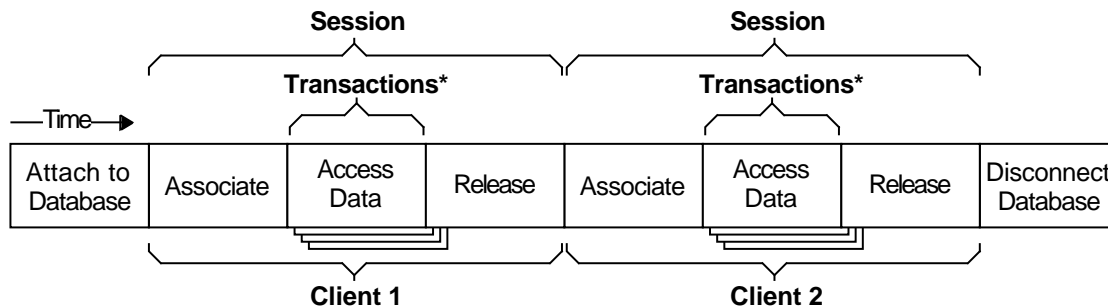 Session Session
Transactions* Transactions*
Time
Attach to Database
Associate
Access Data
Release
Associate
Access Data
Release
Disconnect Database
Client 1 Client 2